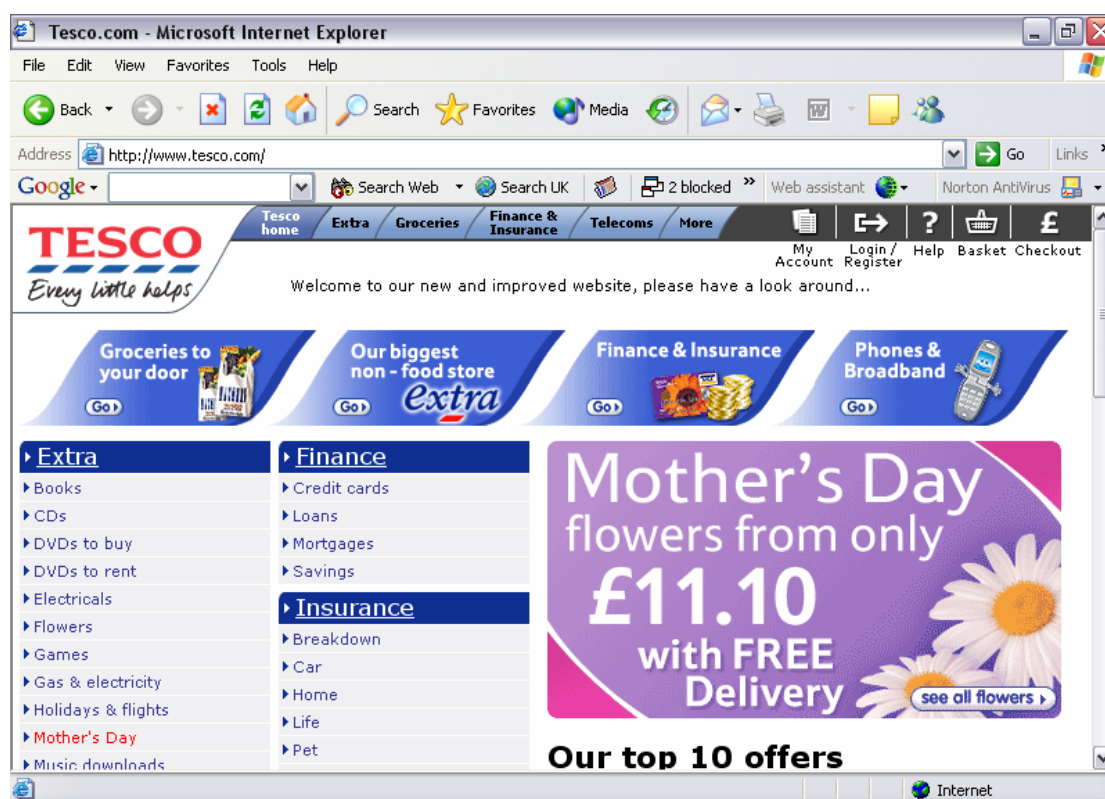 Tesco.com - Microsoft Internet Explorer
File Edit View Favorites Tools Help
Back Search Favorites Media
Address http://www.tesco.com/ Go Links
Google Search Web Search UK 2 blocked Web assistant Norton AntiVirus
TESCO
Every little helps
Tesco home Extra Groceries Finance & Insurance Telecoms More
My Account Login / Register Help Basket Checkout
Welcome to our new and improved website, please have a look around...
Groceries to
your door
Go
Our biggest
non - food store
extra
Go
Finance & Insurance
Go
Phones &
Broadband
Go
Extra
Books
CDs
DVDs to buy
DVDs to rent
Electricals
Flowers
Games
Gas & electricity
Holidays & flights
Mother's Day
Music downloads
Finance
Credit cards
Loans
Mortgages
Savings
Insurance
Breakdown
Car
Home
Life
Pet
Mother's Day
flowers from only
£11.10
with FREE
Delivery
see all flowers
Our top 10 offers
Internet